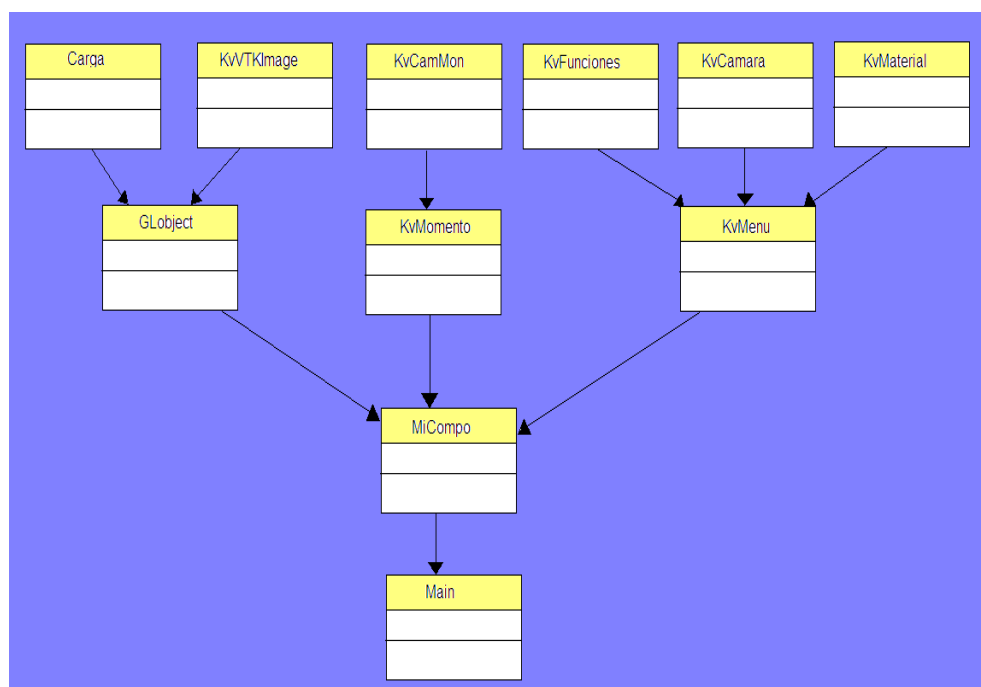 Carga
KvVTKImage
KvCamMon
KvFunciones
KvCamara
KvMaterial
GLobject
KvMomento
KvMenu
MiCompo
Main